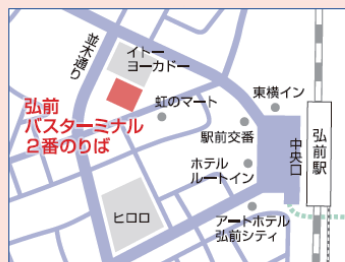 並木通り
イトー
ヨーカドー
弘前
バスターミナル
2番のりば
虹のマート
東横イン
駅前交番
ホテル
ルートイン
中央口
弘前駅
ヒロロ
アートホテル
弘前シティ